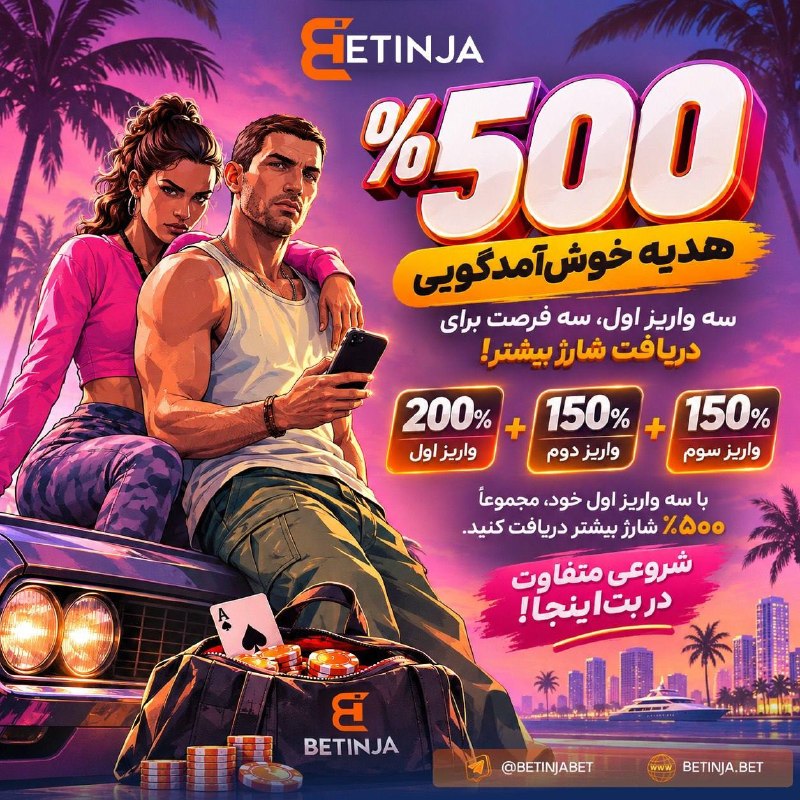 BETINJA
%500
هدیه خوش‌آمدگویی
سه واریز اول، سه فرصت برای
دریافت شارژ بیشتر!
200% + 150% + 150%
واریز اول واریز دوم واریز سوم
با سه واریز اول خود، مجموعاً
۵۰۰٪ شارژ بیشتر دریافت کنید.
شروعی متفاوت
در بت‌اینجا!
A
BETINJA
@BETINJABET
WWW BETINJA.BET